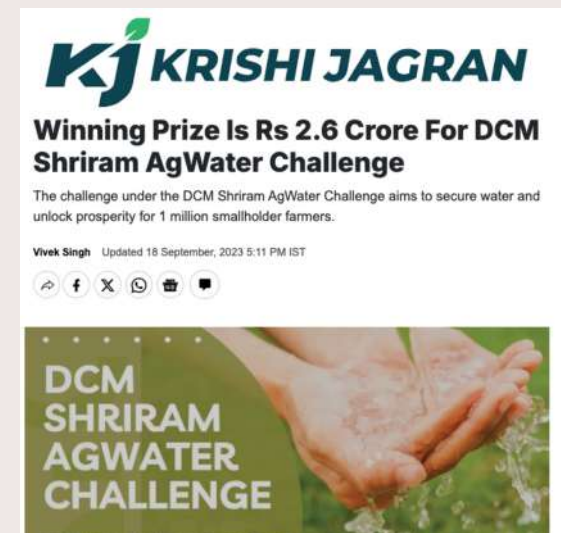 KJ KRISHI JAGRAN
Winning Prize Is Rs 2.6 Crore For DCM
Shriram AgWater Challenge
The challenge under the DCM Shriram AgWater Challenge aims to secure water and
unlock prosperity for 1 million smallholder farmers.
Vivek Singh Updated 18 September, 2023 5:11 PM IST
DCM
SHRIRAM
AGWATER
CHALLENGE